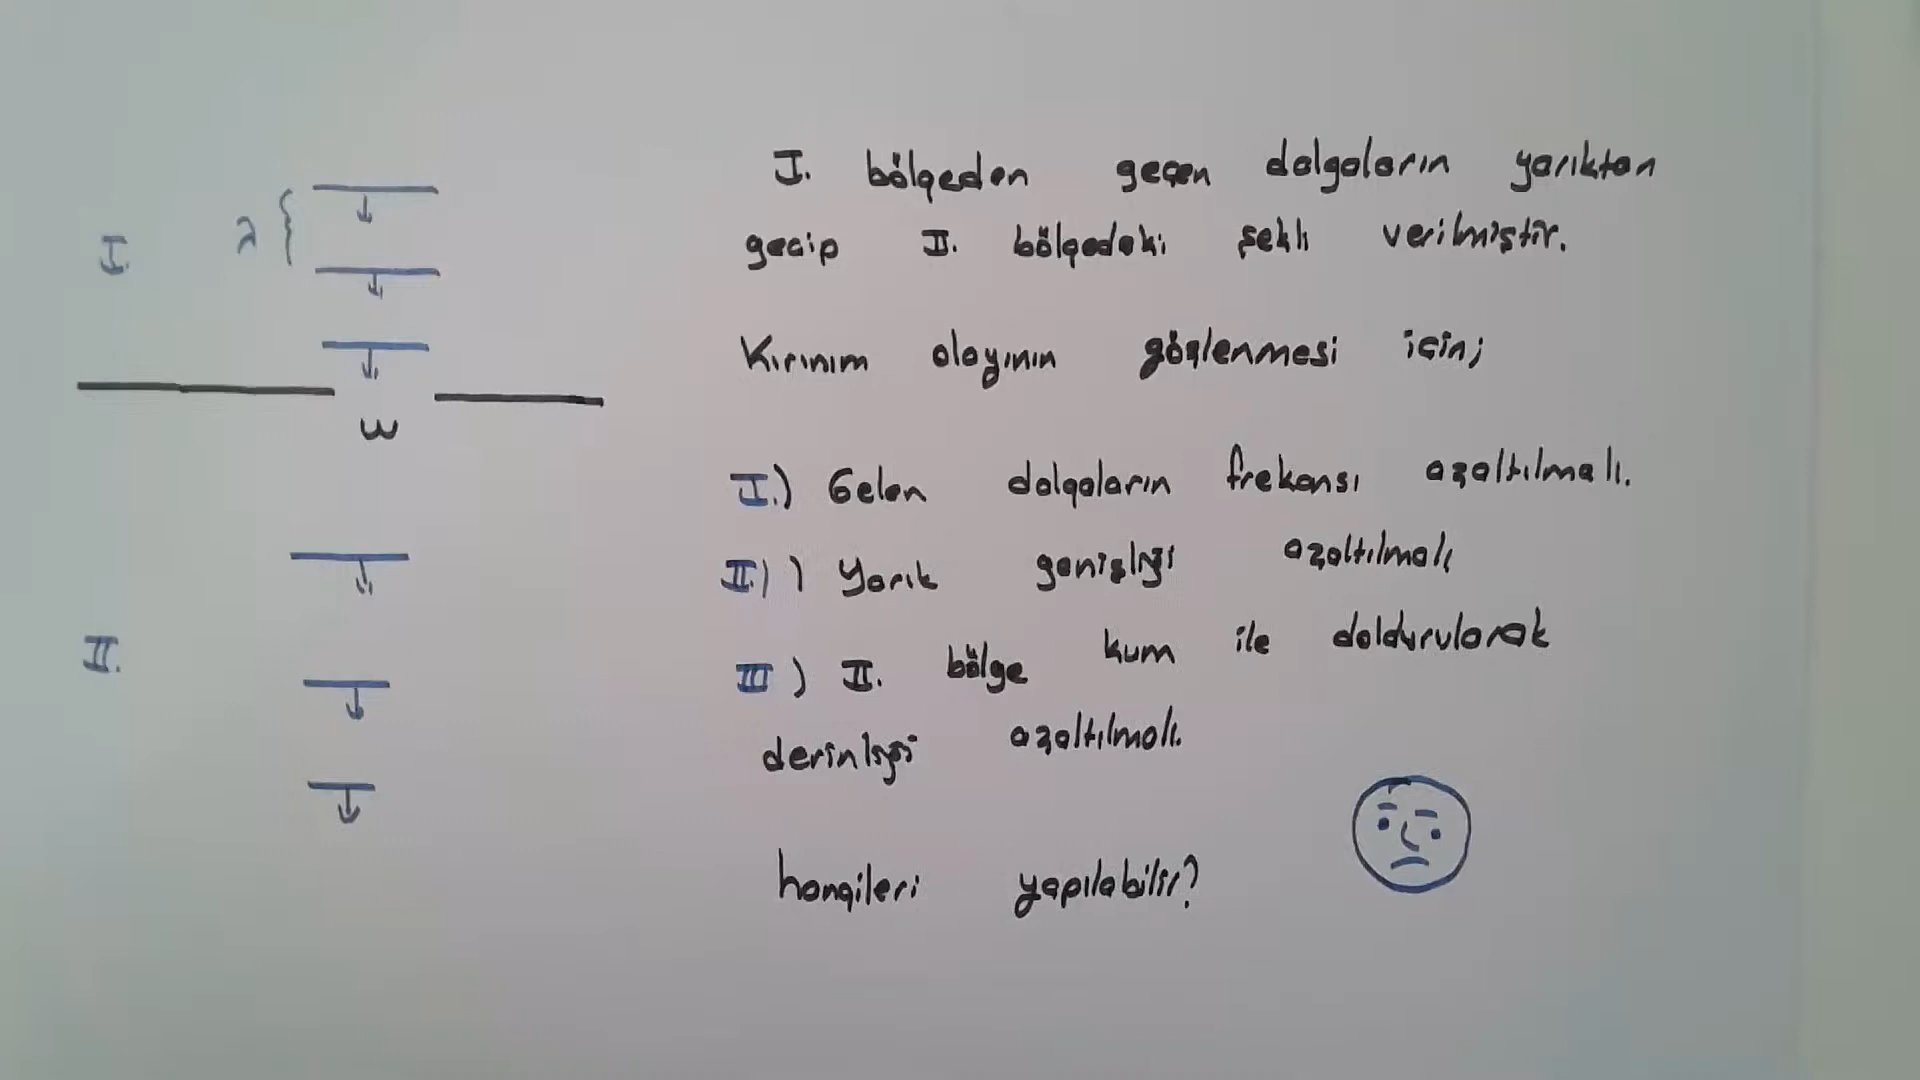 I.
λ
ω
II.
I. bölgeden geçen dalgaların yarıktan
geçip II. bölgedeki şekli verilmiştir.
Kırınım olayının gözlenmesi için;
I.) Gelen dalgaların frekansı azaltılmalı.
II.) ) Yarık genişliği azaltılmalı
III ) II. bölge kum ile doldurularak
derinliği azaltılmalı.
hangileri yapılabilir?